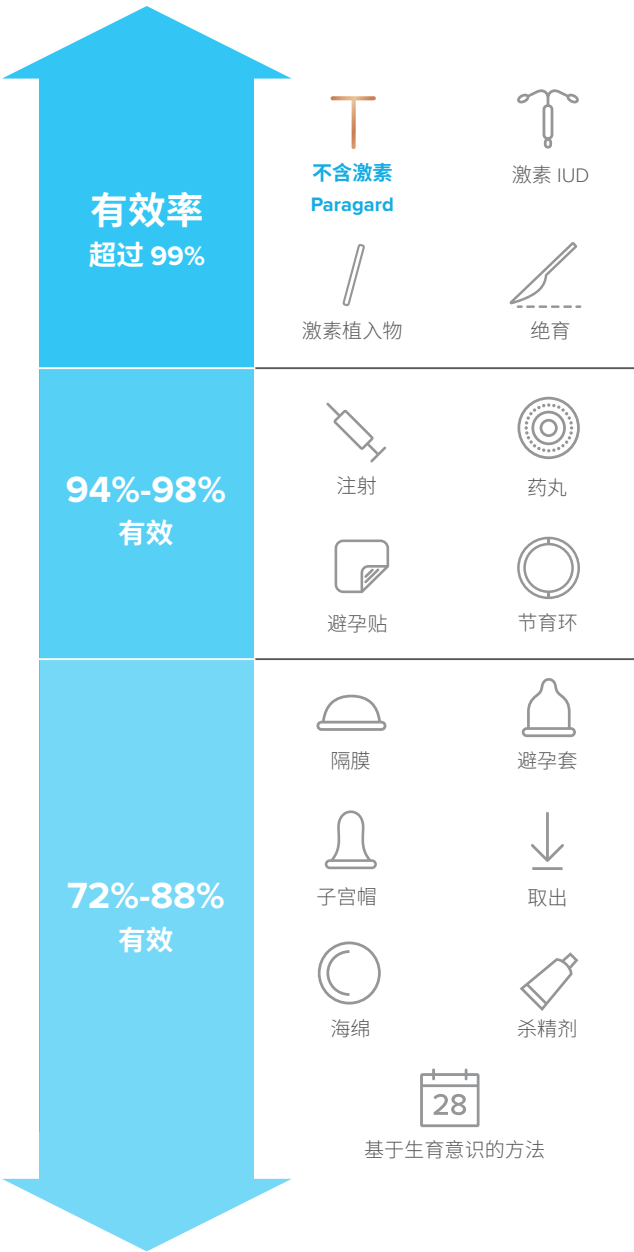 有效率
超过 99%
不含激素
Paragard
激素 IUD
激素植入物
绝育
94%-98%
有效
注射
药丸
避孕贴
节育环
72%-88%
有效
隔膜
避孕套
子宫帽
取出
海绵
杀精剂
28
基于生育意识的方法